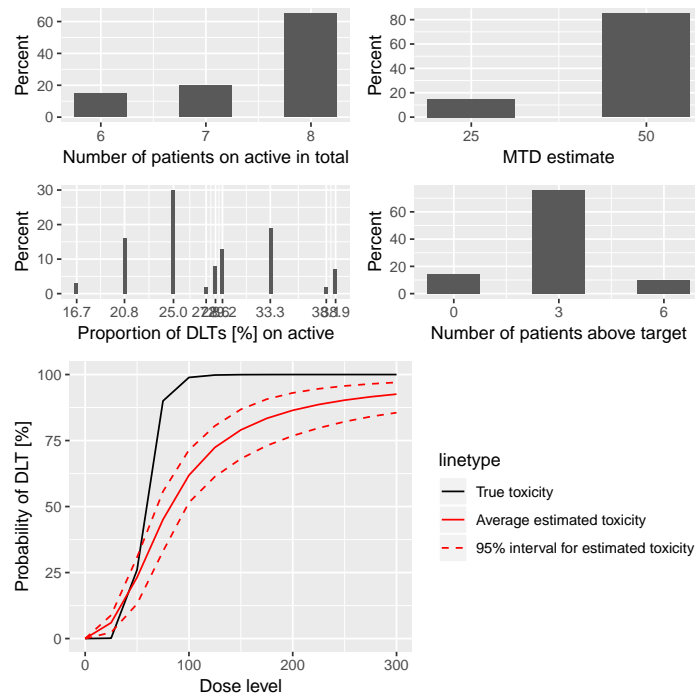 Percent
60
40
20
0
6 7 8
Number of patients on active in total
Percent
80
60
40
20
0
25 50
MTD estimate
Percent
30
20
10
0
16.7 20.8 25.0 33.3
Proportion of DLTs [%] on active
Percent
60
40
20
0
0 3 6
Number of patients above target
Probability of DLT [%]
100
75
50
25
0
0 100 200 300
Dose level
linetype
True toxicity
Average estimated toxicity
95% interval for estimated toxicity